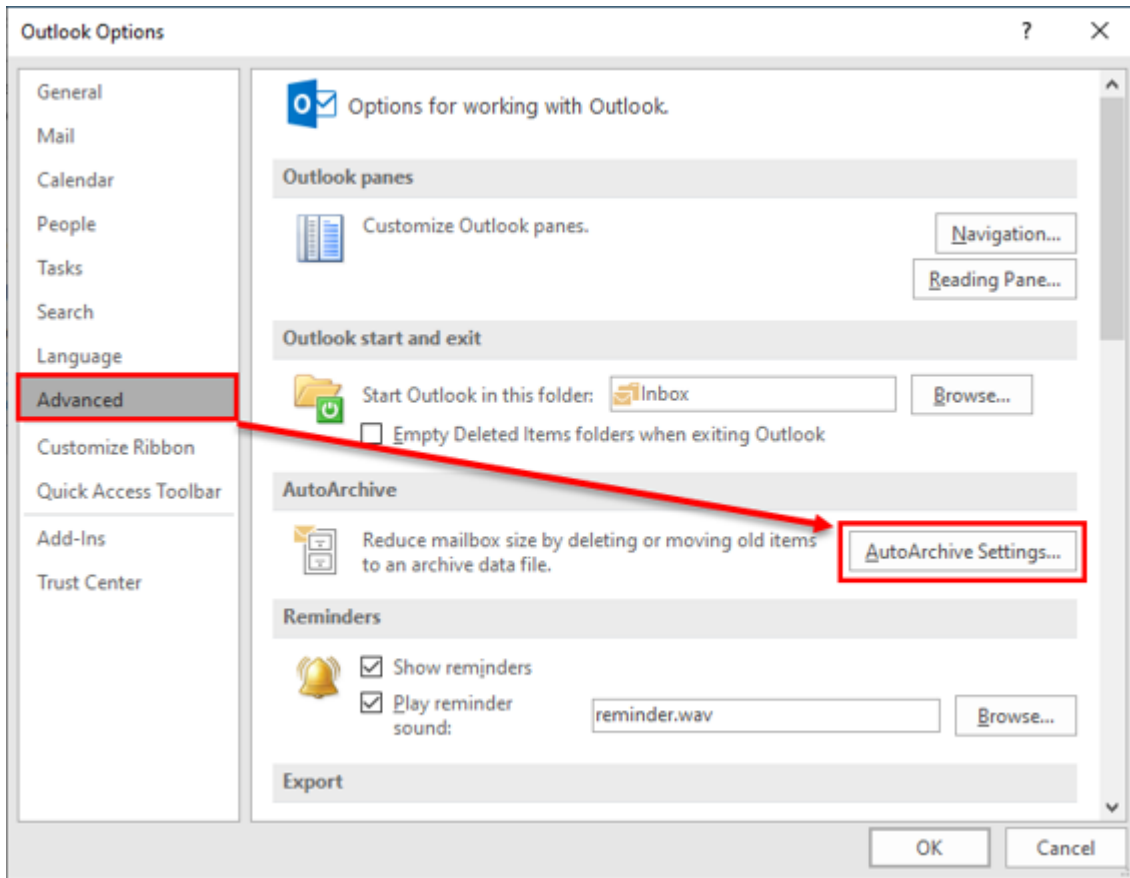 Outlook Options
?
General
Mail
Calendar
People
Tasks
Search
Language
Advanced
Customize Ribbon
Quick Access Toolbar
Add-Ins
Trust Center
Options for working with Outlook.
Outlook panes
Customize Outlook panes.
Navigation...
Reading Pane...
Outlook start and exit
Start Outlook in this folder:
Inbox
Browse...
Empty Deleted Items folders when exiting Outlook
AutoArchive
Reduce mailbox size by deleting or moving old items
to an archive data file.
AutoArchive Settings...
Reminders
Show reminders
Play reminder
sound:
reminder.wav
Browse...
Export
OK
Cancel